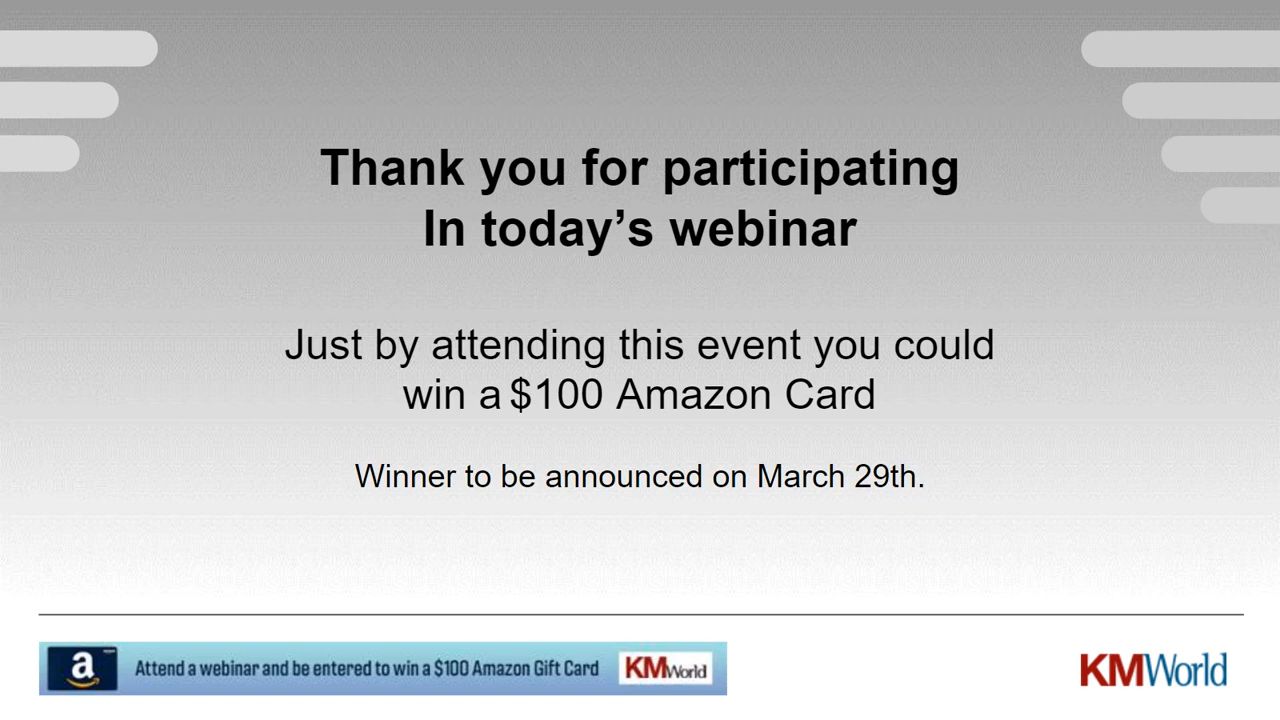 Thank you for participating
In today’s webinar
Just by attending this event you could
win a $100 Amazon Card
Winner to be announced on March 29th.
a Attend a webinar and be entered to win a $100 Amazon Gift Card KMWorld
KMWorld